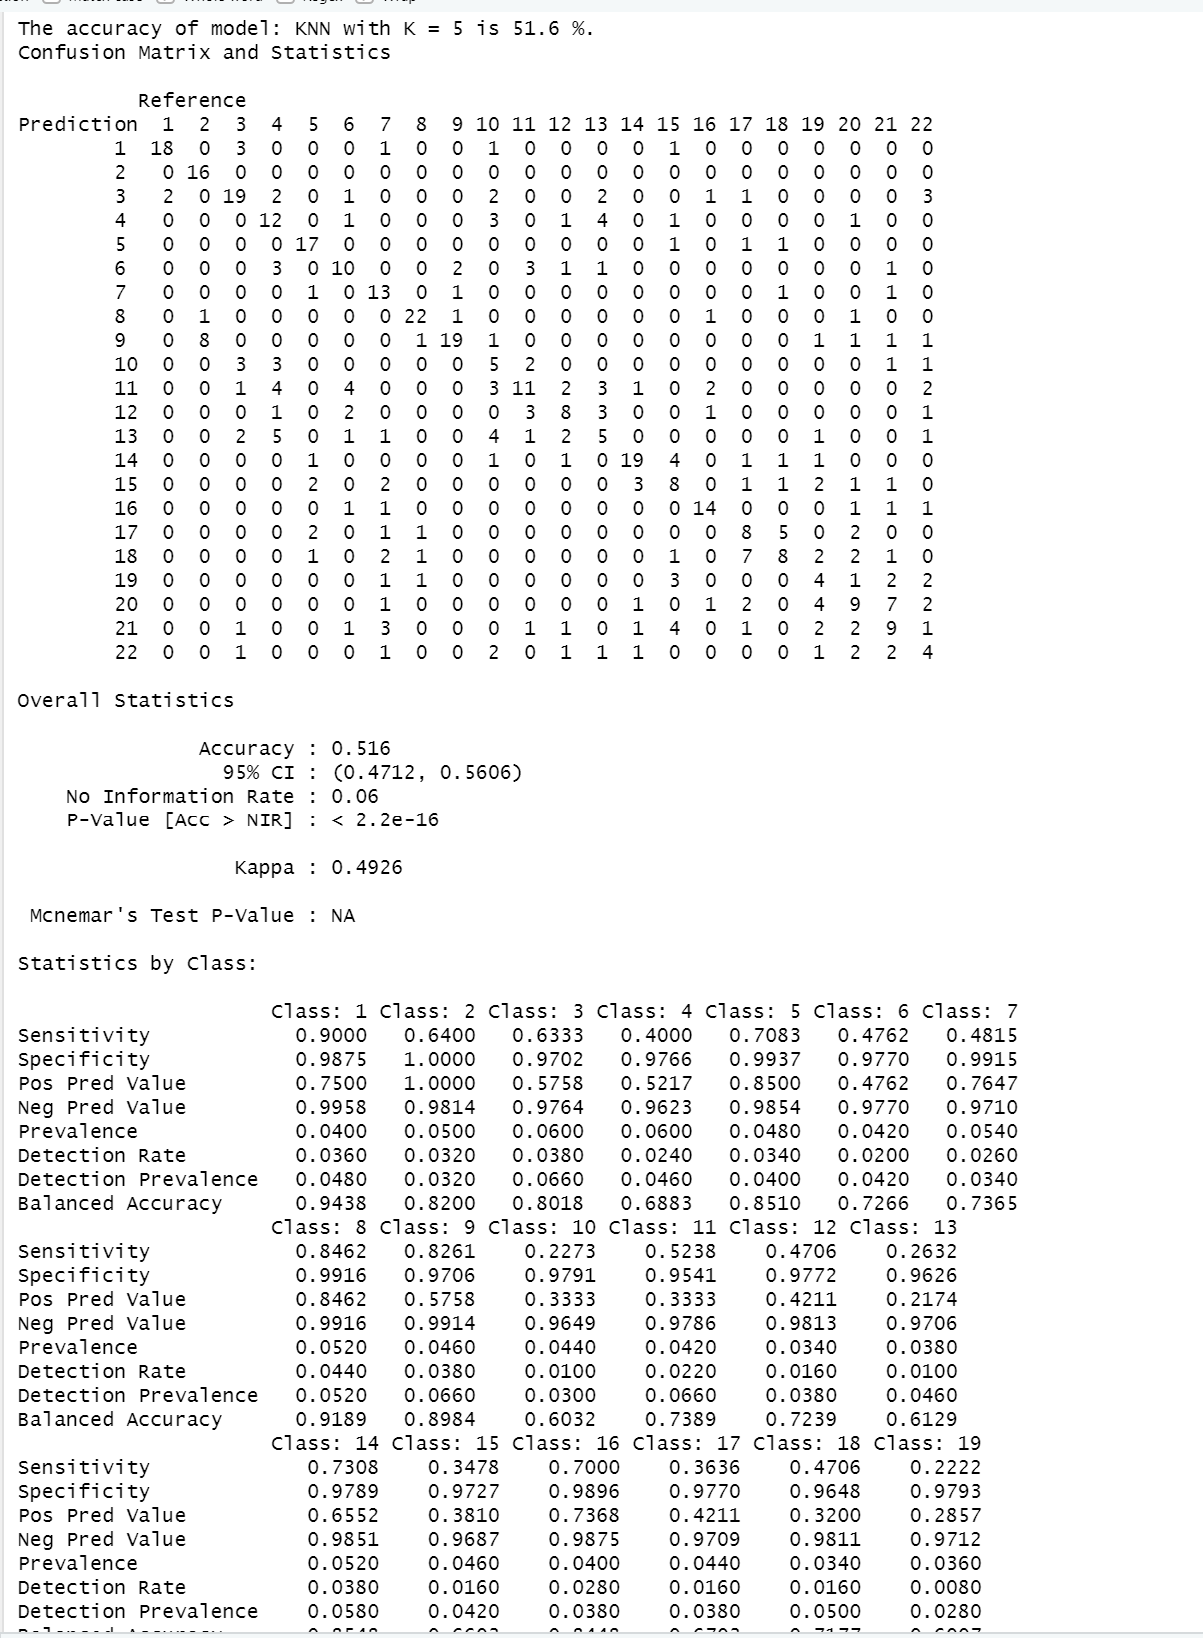 The accuracy of model: KNN with K = 5 is 51.6 %.
Confusion Matrix and Statistics
Reference
Prediction 1 2 3 4 5 6 7 8 9 10 11 12 13 14 15 16 17 18 19 20 21 22
1 18 0 3 0 0 0 1 0 0 1 0 0 0 0 1 0 0 0 0 0 0 0
2 0 16 0 0 0 0 0 0 0 0 0 0 0 0 0 0 0 0 0 0 0 0
3 2 0 19 2 0 1 0 0 0 2 0 0 2 0 0 1 1 0 0 0 0 3
4 0 0 0 12 0 1 0 0 0 3 0 1 4 0 1 0 0 0 0 1 0 0
5 0 0 0 0 17 0 0 0 0 0 0 0 0 0 1 0 1 1 0 0 0 0
6 0 0 0 3 0 10 0 0 2 0 3 1 1 0 0 0 0 0 0 0 1 0
7 0 0 0 0 1 0 13 0 1 0 0 0 0 0 0 0 0 1 0 0 1 0
8 0 1 0 0 0 0 0 22 1 0 0 0 0 0 0 1 0 0 0 1 0 0
9 0 8 0 0 0 0 0 1 19 1 0 0 0 0 0 0 0 0 1 1 1 1
10 0 0 3 3 0 0 0 0 0 5 2 0 0 0 0 0 0 0 0 0 1 1
11 0 0 1 4 0 4 0 0 0 3 11 2 3 1 0 2 0 0 0 0 0 2
12 0 0 0 1 0 2 0 0 0 0 3 8 3 0 0 1 0 0 0 0 0 1
13 0 0 2 5 0 1 1 0 0 4 1 2 5 0 0 0 0 0 1 0 0 1
14 0 0 0 0 1 0 0 0 0 1 0 1 0 19 4 0 1 1 1 0 0 0
15 0 0 0 0 2 0 2 0 0 0 0 0 0 3 8 0 1 1 2 1 1 0
16 0 0 0 0 0 1 1 0 0 0 0 0 0 0 0 14 0 0 0 1 1 1
17 0 0 0 0 2 0 1 1 0 0 0 0 0 0 0 0 8 5 0 2 0 0
18 0 0 0 0 1 0 2 1 0 0 0 0 0 0 1 0 7 8 2 2 1 0
19 0 0 0 0 0 0 1 1 0 0 0 0 0 0 3 0 0 0 4 1 2 2
20 0 0 0 0 0 0 1 0 0 0 0 0 0 1 0 1 2 0 4 9 7 2
21 0 0 1 0 0 1 3 0 0 0 1 1 0 1 4 0 1 0 2 2 9 1
22 0 0 1 0 0 0 1 0 0 2 0 1 1 1 0 0 0 0 1 2 2 4
Overall Statistics
Accuracy : 0.516
95% CI : (0.4712, 0.5606)
No Information Rate : 0.06
P-Value [Acc > NIR] : < 2.2e-16
Kappa : 0.4926
Mcnemar's Test P-Value : NA
Statistics by Class:
Class: 1 Class: 2 Class: 3 Class: 4 Class: 5 Class: 6 Class: 7
Sensitivity 0.9000 0.6400 0.6333 0.4000 0.7083 0.4762 0.4815
Specificity 0.9875 1.0000 0.9702 0.9766 0.9937 0.9770 0.9915
Pos Pred Value 0.7500 1.0000 0.5758 0.5217 0.8500 0.4762 0.7647
Neg Pred Value 0.9958 0.9814 0.9764 0.9623 0.9854 0.9770 0.9710
Prevalence 0.0400 0.0500 0.0600 0.0600 0.0480 0.0420 0.0540
Detection Rate 0.0360 0.0320 0.0380 0.0240 0.0340 0.0200 0.0260
Detection Prevalence 0.0480 0.0320 0.0660 0.0460 0.0400 0.0420 0.0340
Balanced Accuracy 0.9438 0.8200 0.8018 0.6883 0.8510 0.7266 0.7365
Class: 8 Class: 9 Class: 10 Class: 11 Class: 12 Class: 13
Sensitivity 0.8462 0.8261 0.2273 0.5238 0.4706 0.2632
Specificity 0.9916 0.9706 0.9791 0.9541 0.9772 0.9626
Pos Pred Value 0.8462 0.5758 0.3333 0.3333 0.4211 0.2174
Neg Pred Value 0.9916 0.9914 0.9649 0.9786 0.9813 0.9706
Prevalence 0.0520 0.0460 0.0440 0.0420 0.0340 0.0380
Detection Rate 0.0440 0.0380 0.0100 0.0220 0.0160 0.0100
Detection Prevalence 0.0520 0.0660 0.0300 0.0660 0.0380 0.0460
Balanced Accuracy 0.9189 0.8984 0.6032 0.7389 0.7239 0.6129
Class: 14 Class: 15 Class: 16 Class: 17 Class: 18 Class: 19
Sensitivity 0.7308 0.3478 0.7000 0.3636 0.4706 0.2222
Specificity 0.9789 0.9727 0.9896 0.9770 0.9648 0.9793
Pos Pred Value 0.6552 0.3810 0.7368 0.4211 0.3200 0.2857
Neg Pred Value 0.9851 0.9687 0.9875 0.9709 0.9811 0.9712
Prevalence 0.0520 0.0460 0.0400 0.0440 0.0340 0.0360
Detection Rate 0.0380 0.0160 0.0280 0.0160 0.0160 0.0080
Detection Prevalence 0.0580 0.0420 0.0380 0.0380 0.0500 0.0280